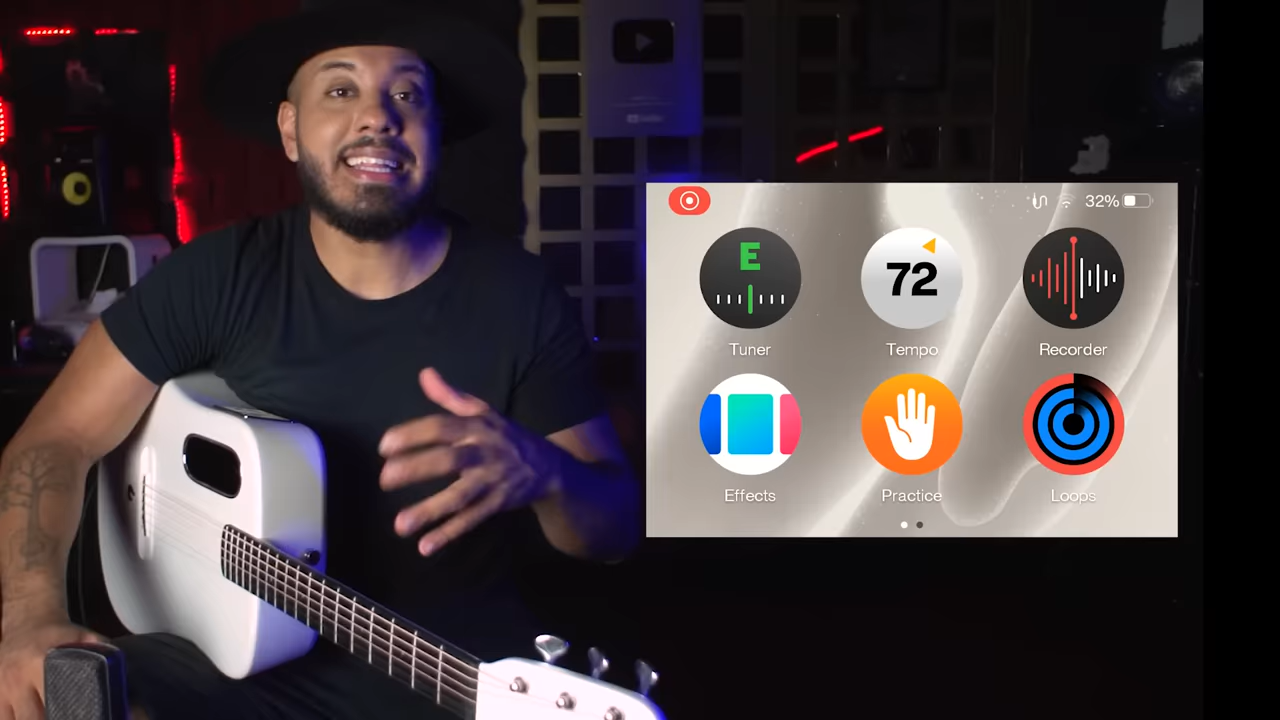 32%
E
72
Tuner
Tempo
Recorder
Effects
Practice
Loops